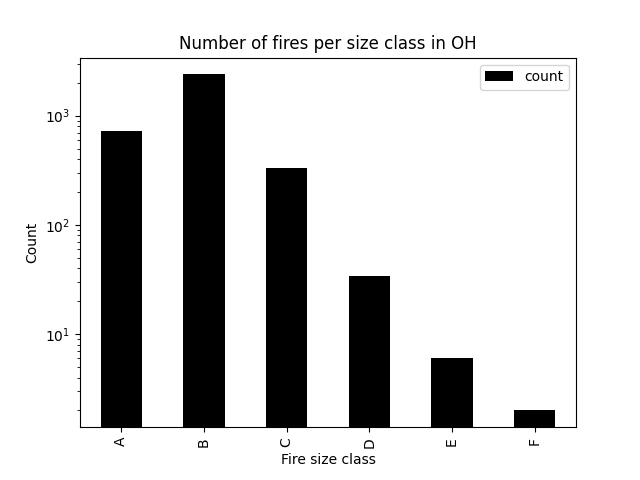 Number of fires per size class in OH
count
10³
10²
10¹
Count
A B C D E F
Fire size class